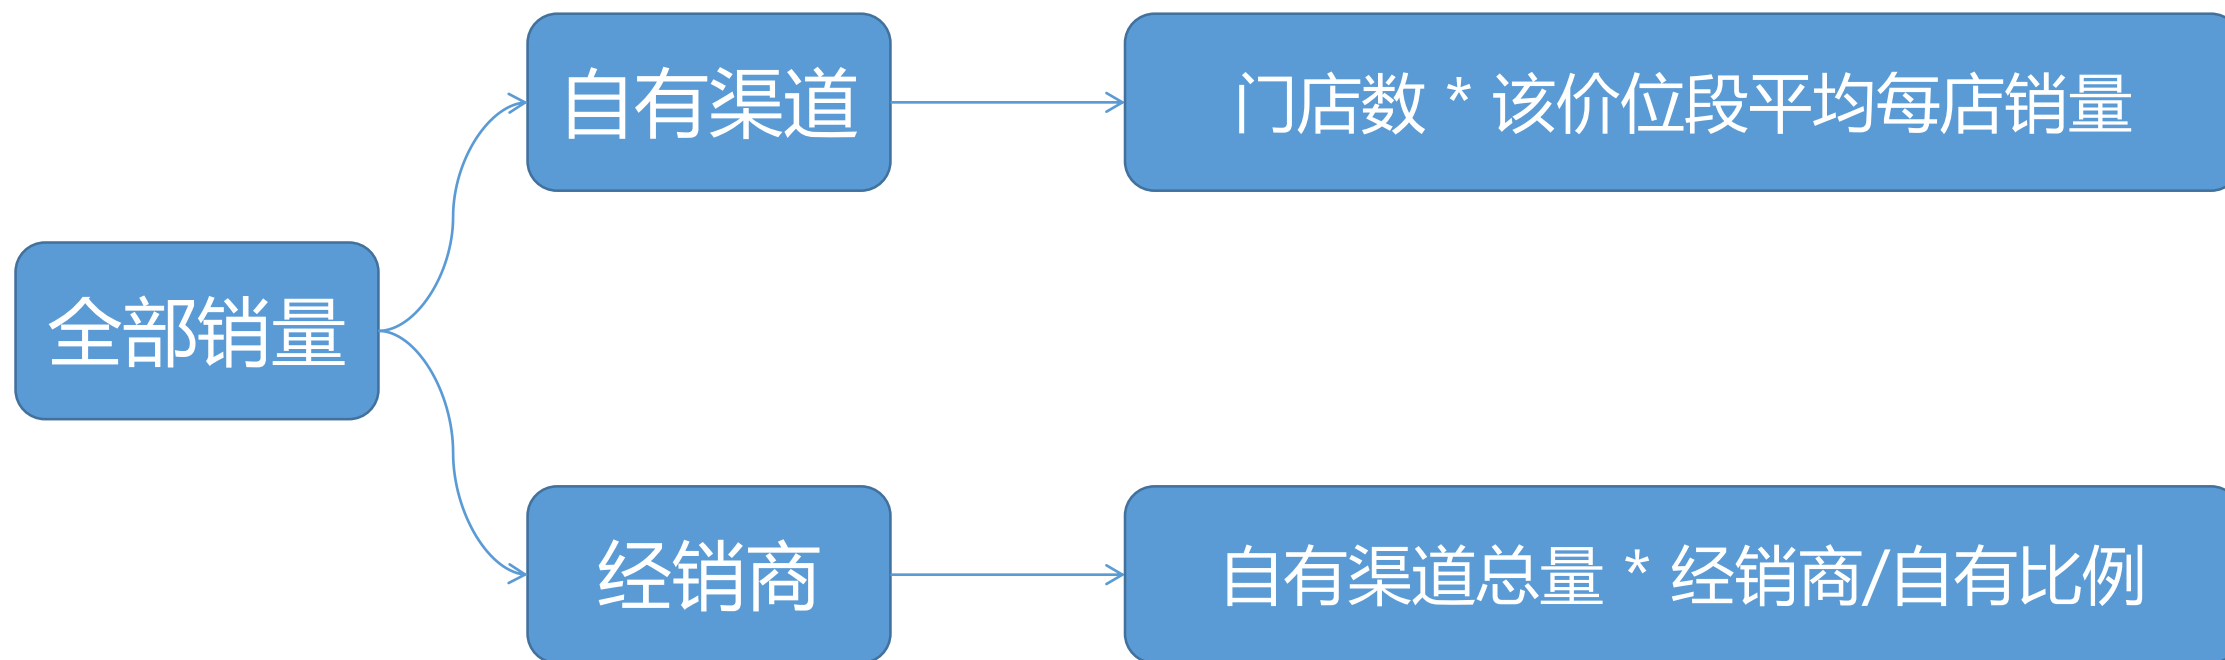 自有渠道
门店数 * 该价位段平均每店销量
全部销量
经销商
自有渠道总量 * 经销商/自有比例